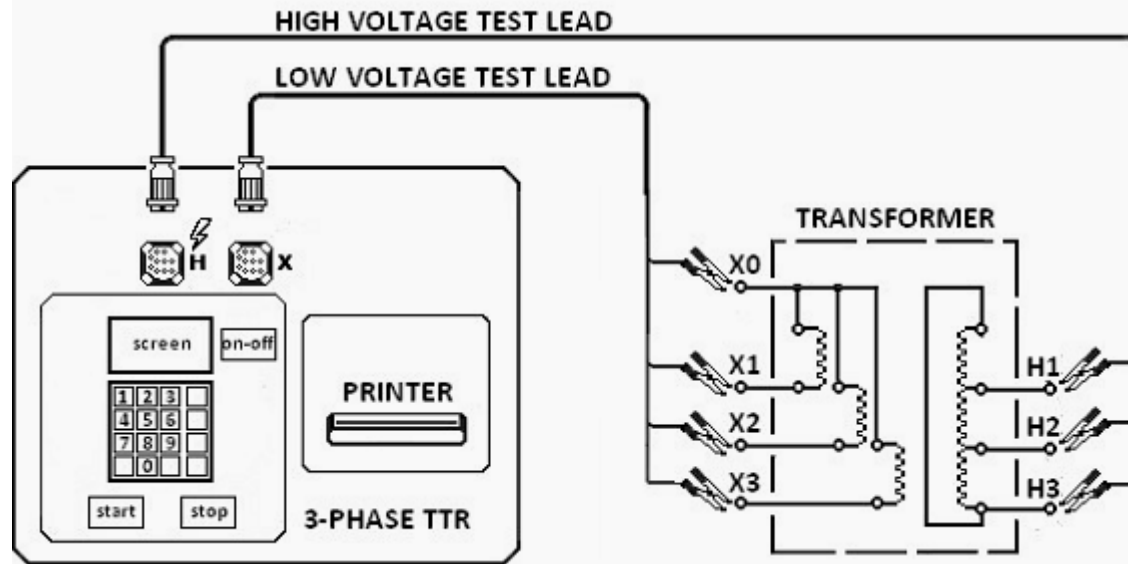 HIGH VOLTAGE TEST LEAD
LOW VOLTAGE TEST LEAD
H
X
TRANSFORMER
X0
X1
X2
X3
H1
H2
H3
screen
on-off
1 2 3
4 5 6
7 8 9
0
start
stop
PRINTER
3-PHASE TTR